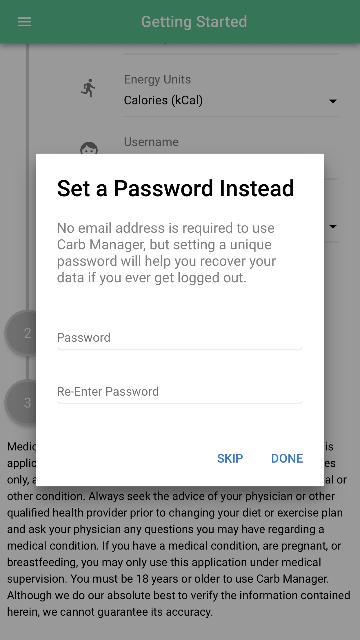 Getting Started
Energy Units
Calories (kCal)
Username
Set a Password Instead
No email address is required to use
Carb Manager, but setting a unique
password will help you recover your
data if you ever get logged out.
Password
Re-Enter Password
SKIP DONE
2
3
Medic is
applic es
only, a al or
other condition. Always seek the advice of your physician or other
qualified health provider prior to changing your diet or exercise plan
and ask your physician any questions you may have regarding a
medical condition. If you have a medical condition, are pregnant, or
breastfeeding, you may only use this application under medical
supervision. You must be 18 years or older to use Carb Manager.
Although we do our absolute best to verify the information contained
herein, we cannot guarantee its accuracy.